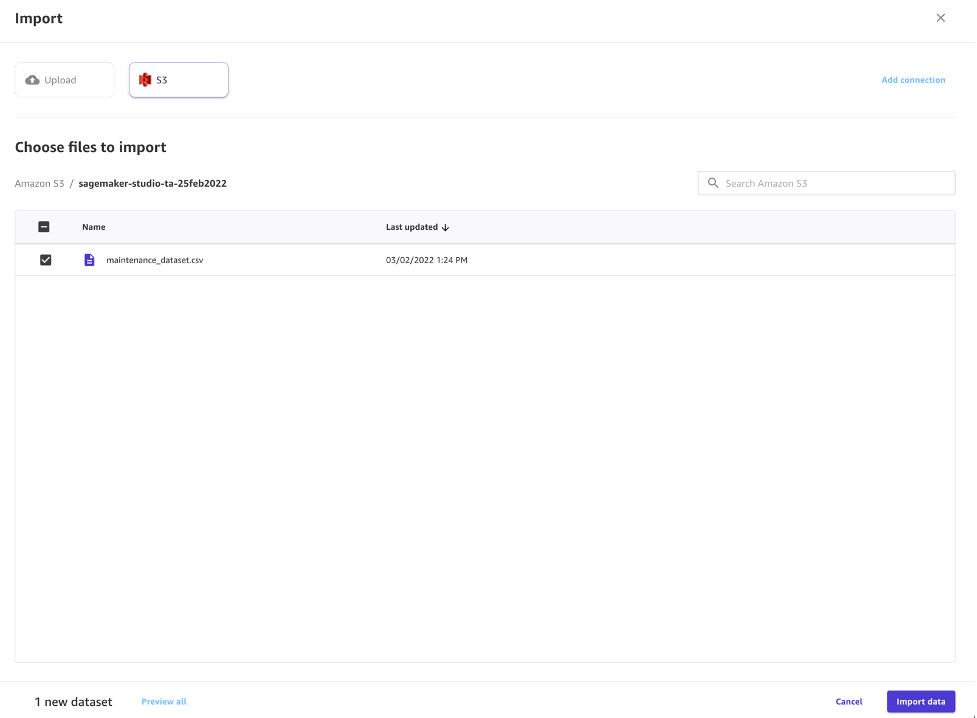 Import
Upload
S3
Add connection
Choose files to import
Amazon S3 / sagemaker-studio-ta-25feb2022
Search Amazon S3
Name
Last updated
maintenance_dataset.csv
03/02/2022 1:24 PM
1 new dataset
Preview all
Cancel
Import data